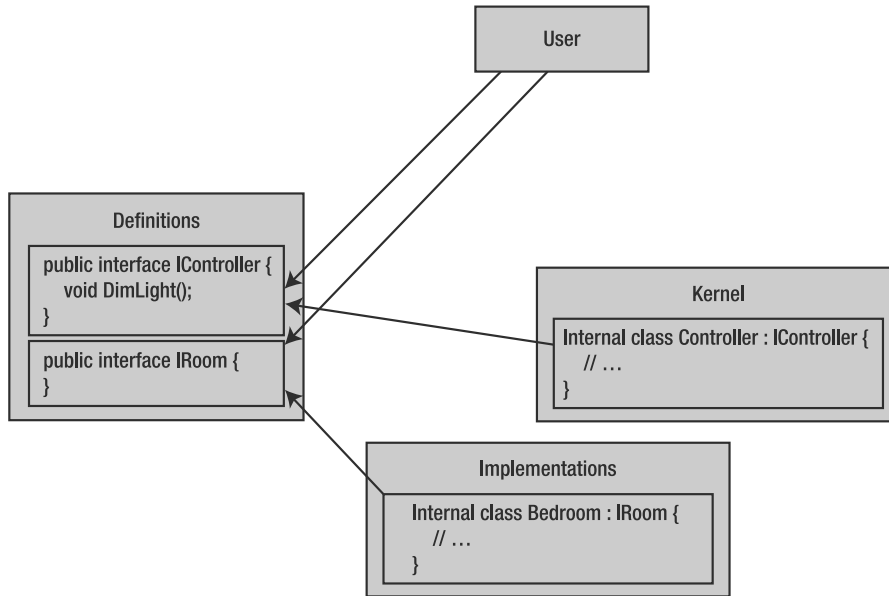 User
Definitions
public interface IController {
void DimLight();
}
public interface IRoom {
}
Kernel
Internal class Controller : IController {
// …
}
Implementations
Internal class Bedroom : IRoom {
// …
}